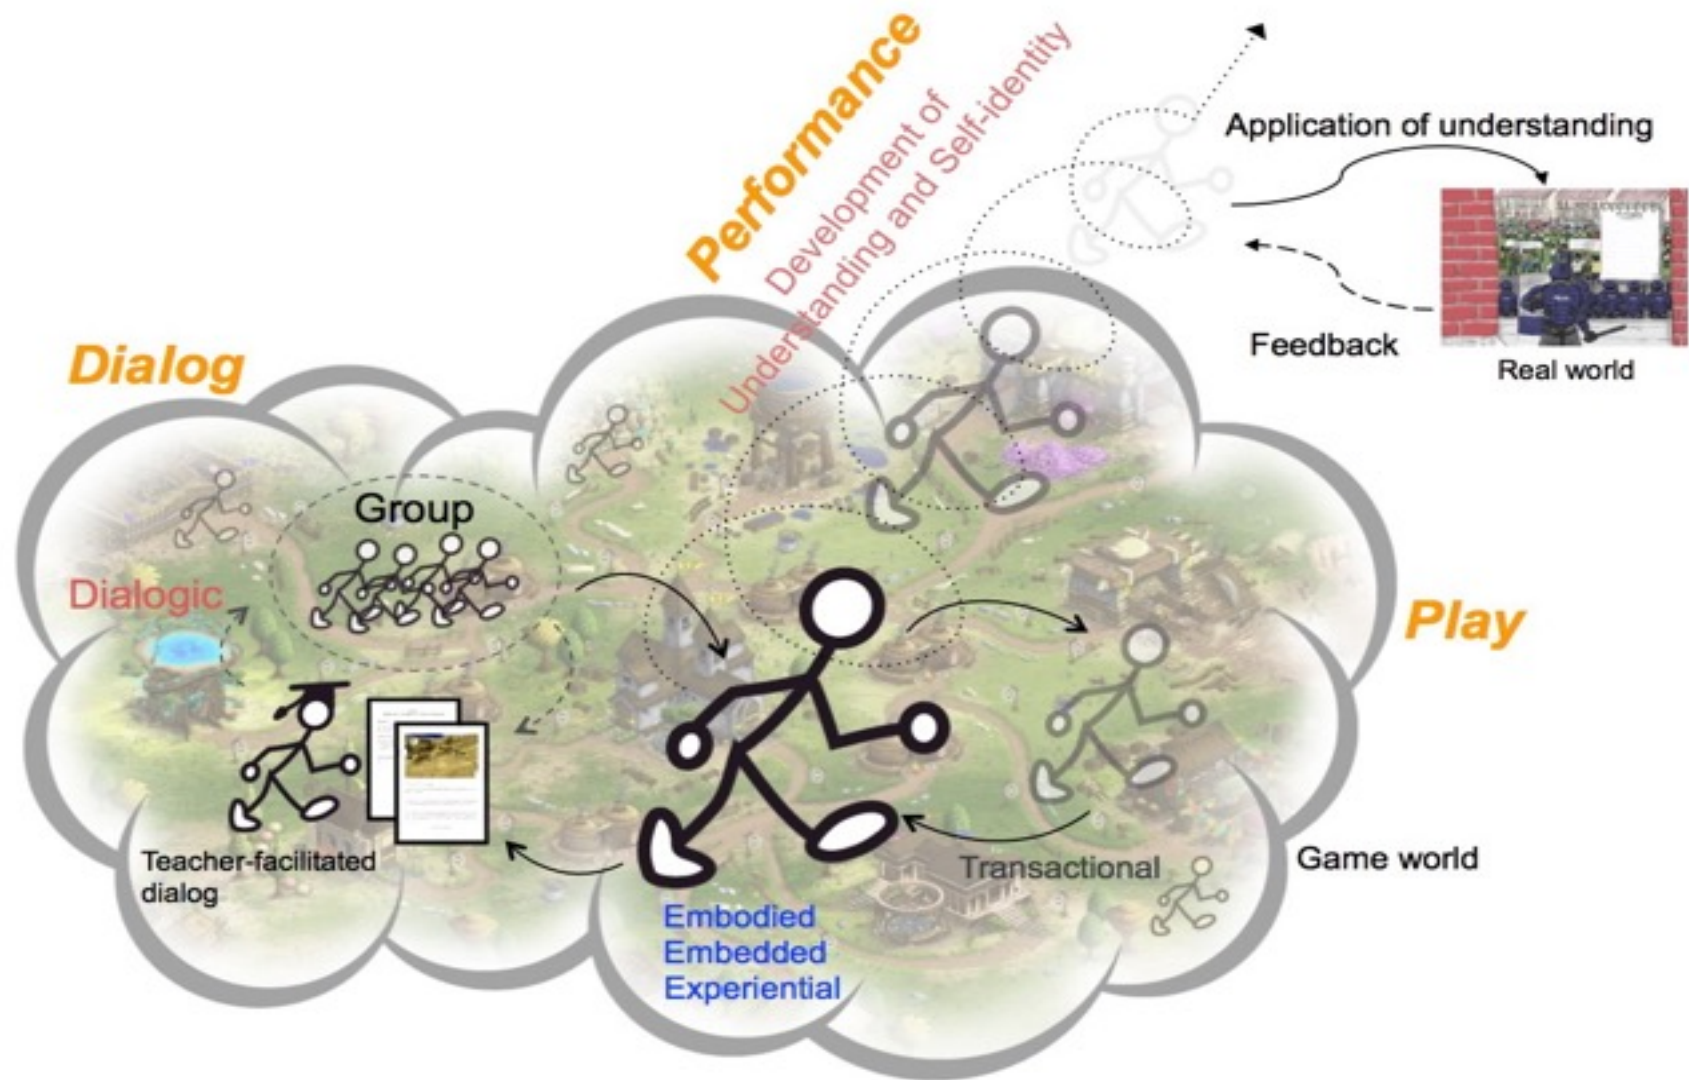 Performance
Development of
Understanding and Self-identity
Application of understanding
Feedback
Real world
Dialog
Group
Dialogic
Play
Teacher-facilitated
dialog
Transactional
Game world
Embodied
Embedded
Experiential